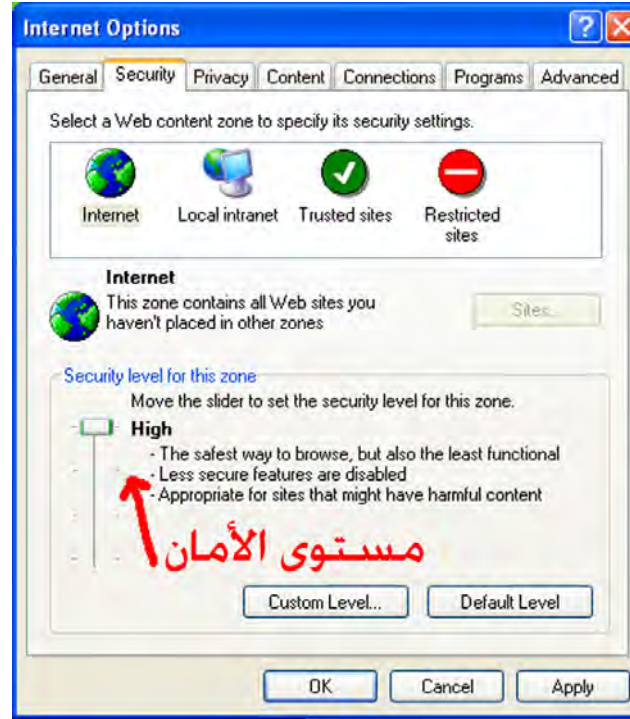 Internet Options
General Security Privacy Content Connections Programs Advanced
Select a Web content zone to specify its security settings.
Internet Local intranet Trusted sites Restricted sites
Internet
This zone contains all Web sites you
haven't placed in other zones
Sites...
Security level for this zone
Move the slider to set the security level for this zone.
High
- The safest way to browse, but also the least functional
- Less secure features are disabled
- Appropriate for sites that might have harmful content
مستوى الأمان
Custom Level... Default Level
OK Cancel Apply